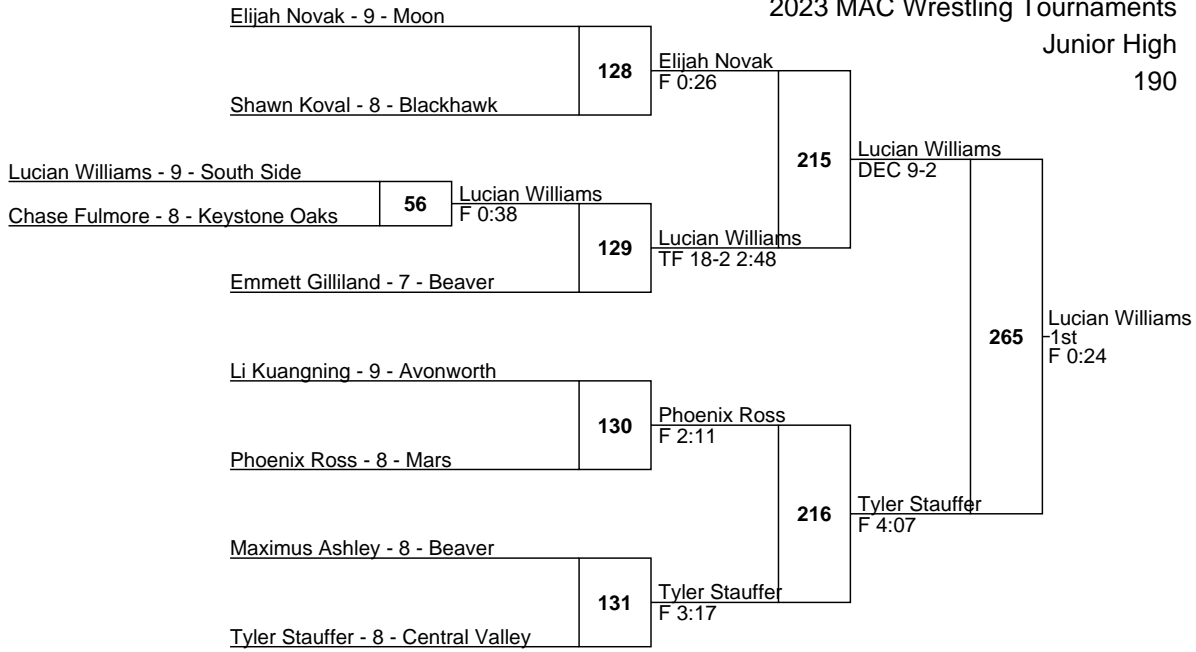 2023 MAC Wrestling Tournaments
Junior High
190
Elijah Novak - 9 - Moon
128
Elijah Novak
F 0:26
Shawn Koval - 8 - Blackhawk
215
Lucian Williams
DEC 9-2
Lucian Williams - 9 - South Side
56
Lucian Williams
F 0:38
Chase Fulmore - 8 - Keystone Oaks
129
Lucian Williams
TF 18-2 2:48
Emmett Gilliland - 7 - Beaver
265
Lucian Williams
1st
F 0:24
Li Kuangning - 9 - Avonworth
130
Phoenix Ross
F 2:11
Phoenix Ross - 8 - Mars
216
Tyler Stauffer
F 4:07
Maximus Ashley - 8 - Beaver
131
Tyler Stauffer
F 3:17
Tyler Stauffer - 8 - Central Valley